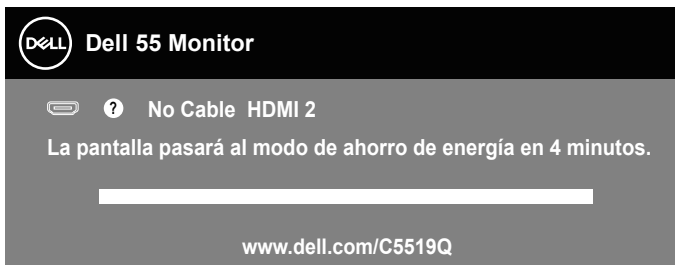 DELL Dell 55 Monitor
? No Cable HDMI 2
La pantalla pasará al modo de ahorro de energía en 4 minutos.
www.dell.com/C5519Q